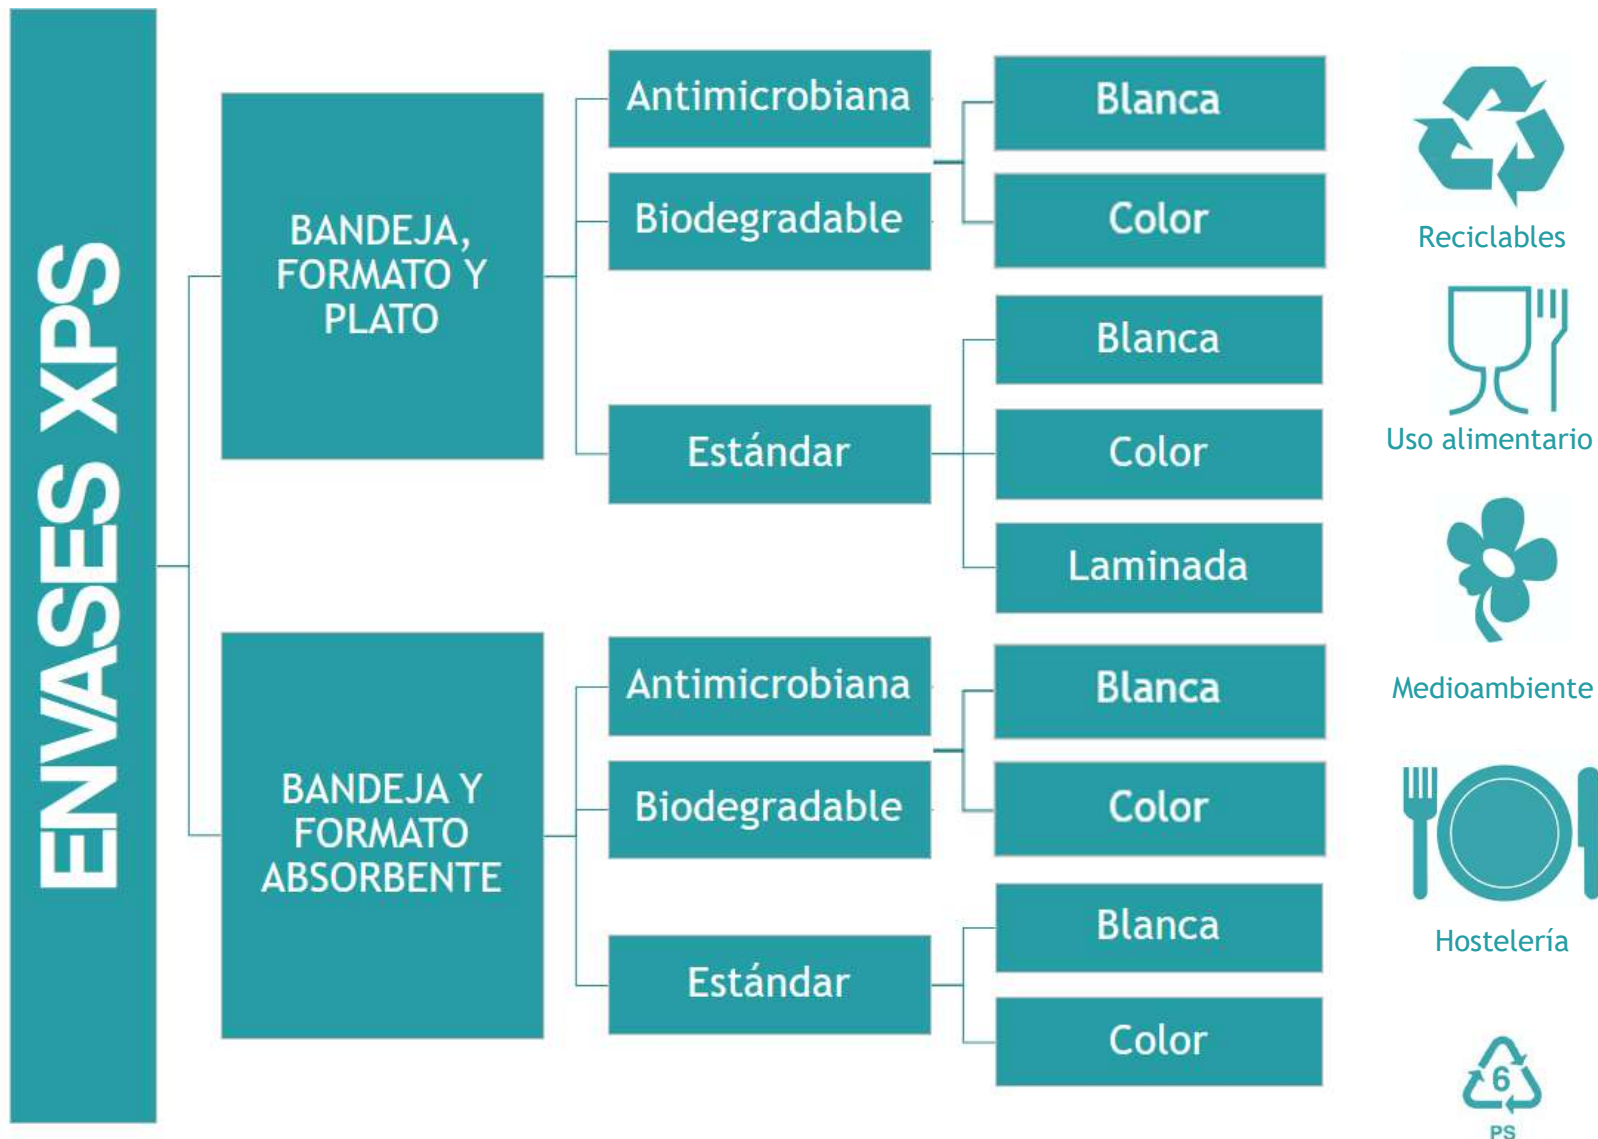 ENVASES XPS
BANDEJA,
FORMATO Y
PLATO
Antimicrobiana
Biodegradable
Blanca
Color
Estándar
Blanca
Color
Laminada
BANDEJA Y
FORMATO
ABSORBENTE
Antimicrobiana
Biodegradable
Blanca
Color
Estándar
Blanca
Color
Reciclables
Uso alimentario
Medioambiente
Hostelería
6
PS